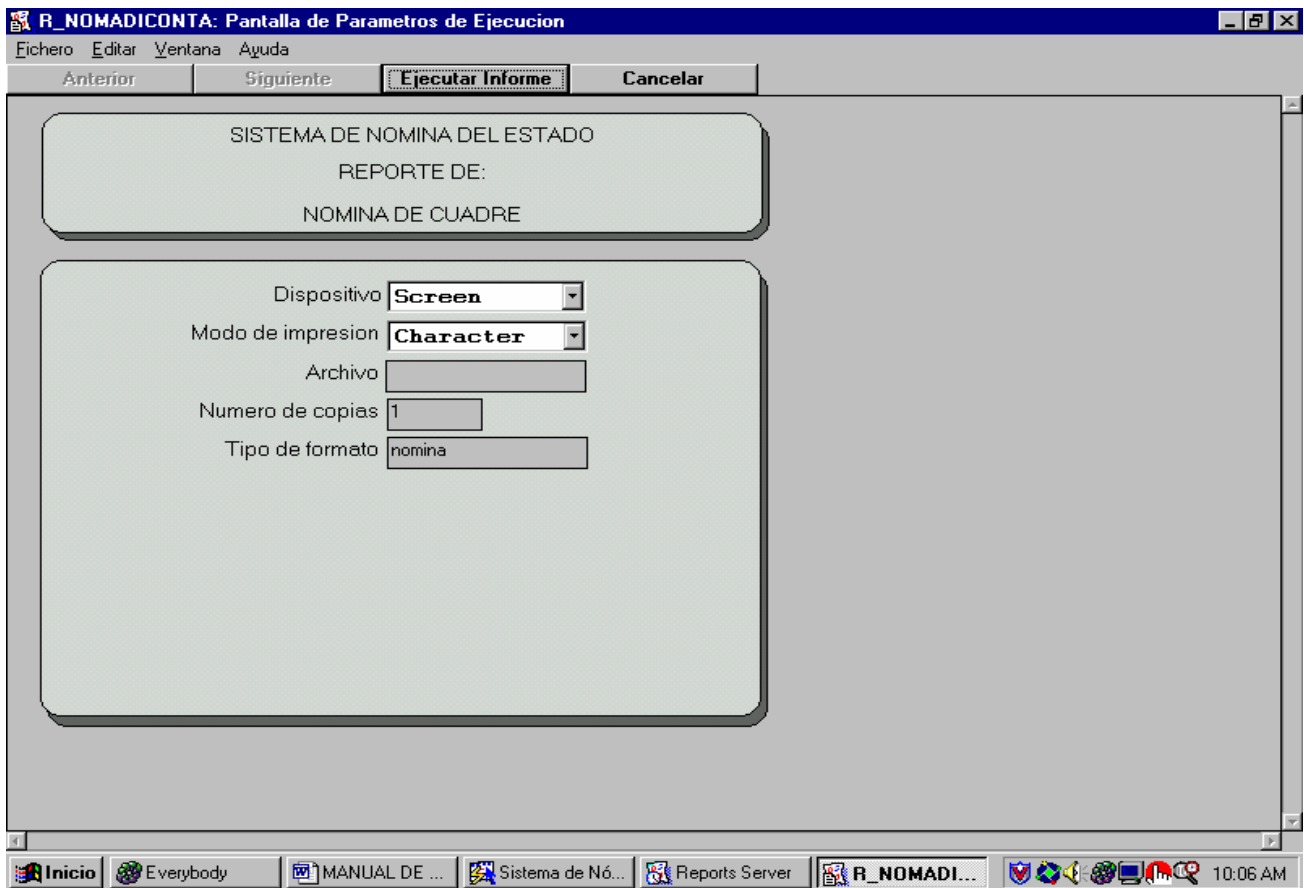 R_NOMADICONTA: Pantalla de Parametros de Ejecucion
Fichero Editar Ventana Ayuda
Anterior Siguiente Ejecutar Informe Cancelar
SISTEMA DE NOMINA DEL ESTADO
REPORTE DE:
NOMINA DE CUADRE
Dispositivo Screen
Modo de impresion Character
Archivo
Numero de copias 1
Tipo de formato nomina
Inicio Everybody MANUAL DE ... Sistema de Nó... Reports Server R_NOMADI... 10:06 AM